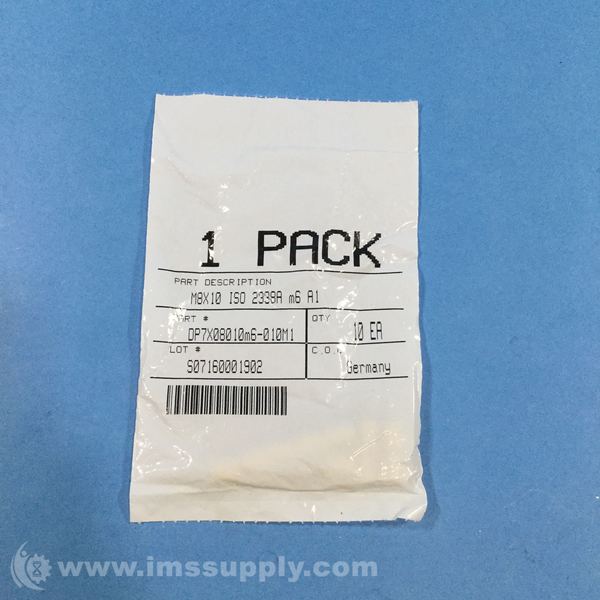 1 PACK
PART DESCRIPTION
M8X10 ISO 2339A m6 A1
PART # QTY
DP7X08010m6-010M1 10 EA
LOT # C.O.
S07160001902 Germany
www.imssupply.com